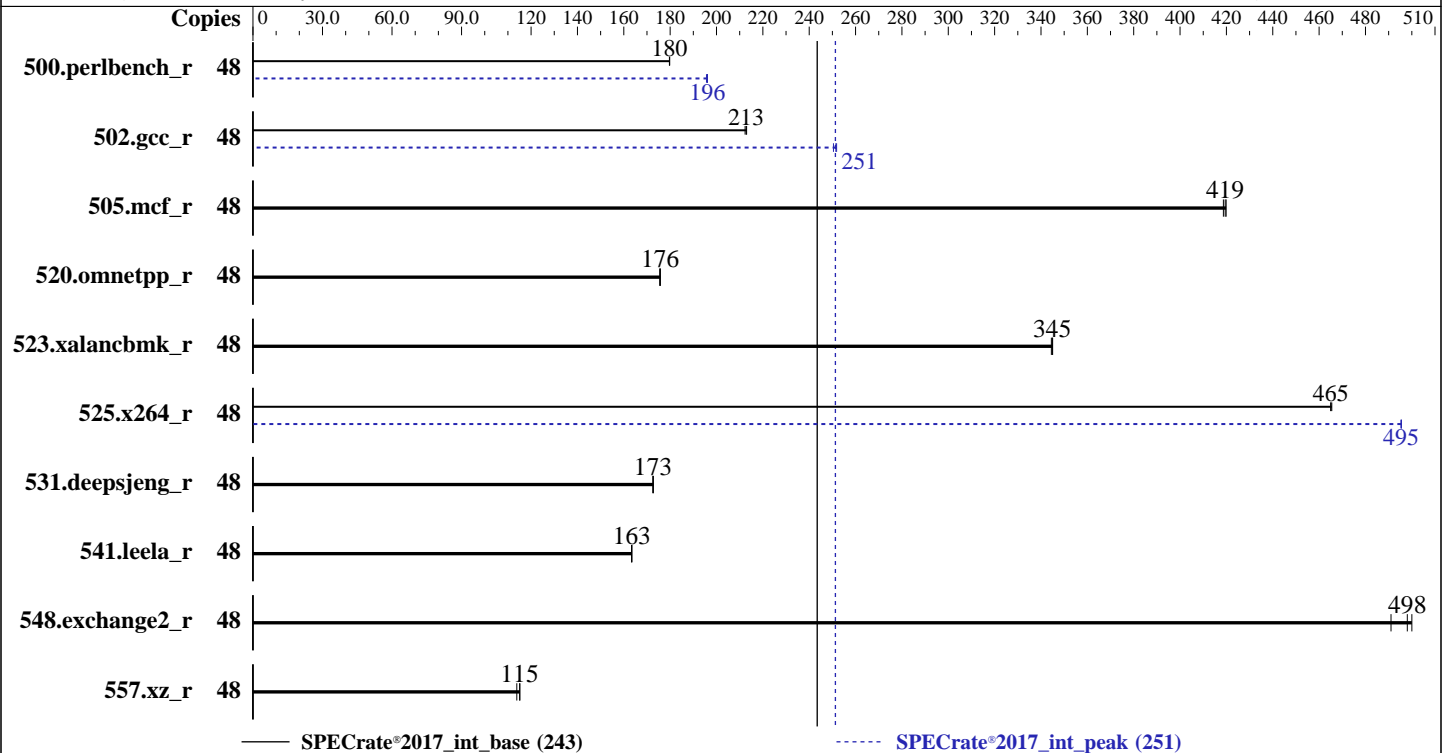 Copies 0 30.0 60.0 90.0 120 140 160 180 200 220 240 260 280 300 320 340 360 380 400 420 440 460 480 510
180
500.perlbench_r 48
196
213
502.gcc_r 48
251
419
505.mcf_r 48
176
520.omnetpp_r 48
345
523.xalancbmk_r 48
465
525.x264_r 48
495
173
531.deepsjeng_r 48
163
541.leela_r 48
498
548.exchange2_r 48
115
557.xz_r 48
SPECrate®2017_int_base (243) SPECrate®2017_int_peak (251)